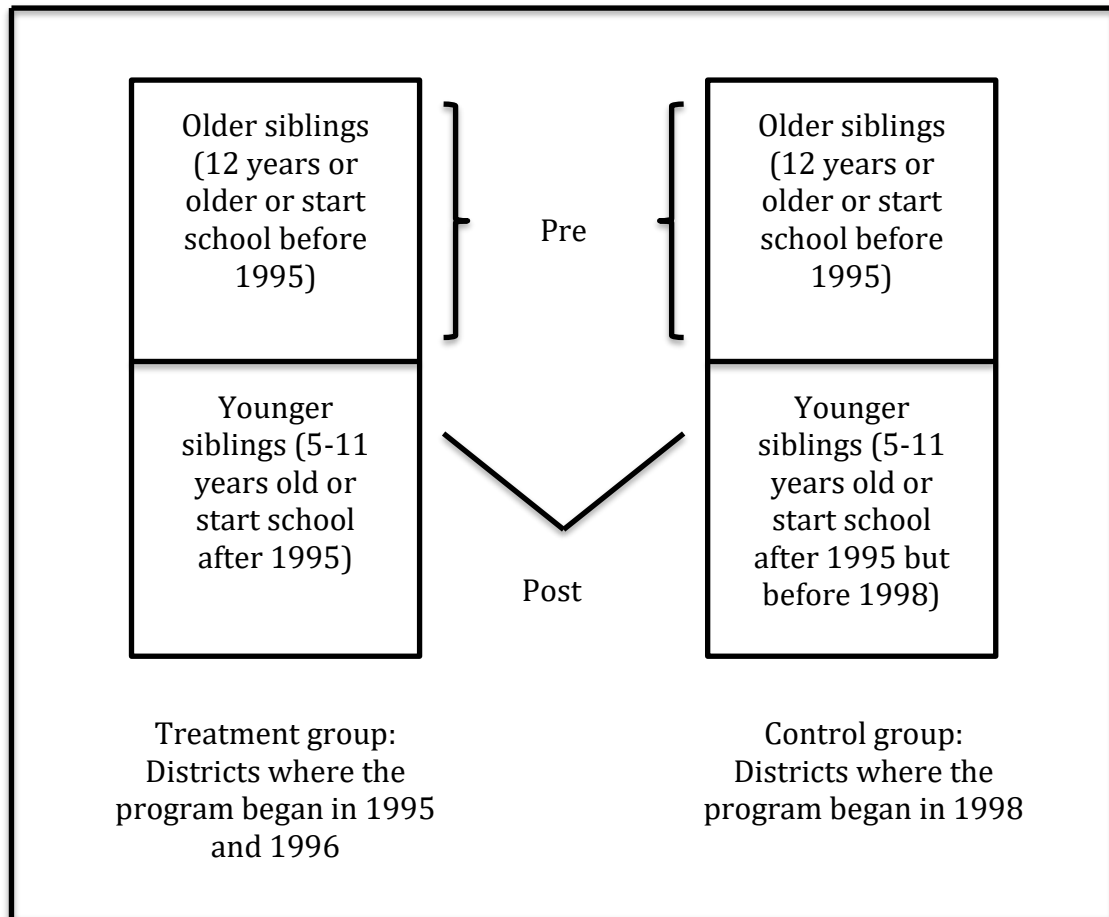 Older siblings
(12 years or
older or start
school before
1995)
Pre
Older siblings
(12 years or
older or start
school before
1995)
Younger
siblings (5-11
years old or
start school
after 1995)
Post
Younger
siblings (5-11
years old or
start school
after 1995 but
before 1998)
Treatment group:
Districts where the
program began in 1995
and 1996
Control group:
Districts where the
program began in 1998